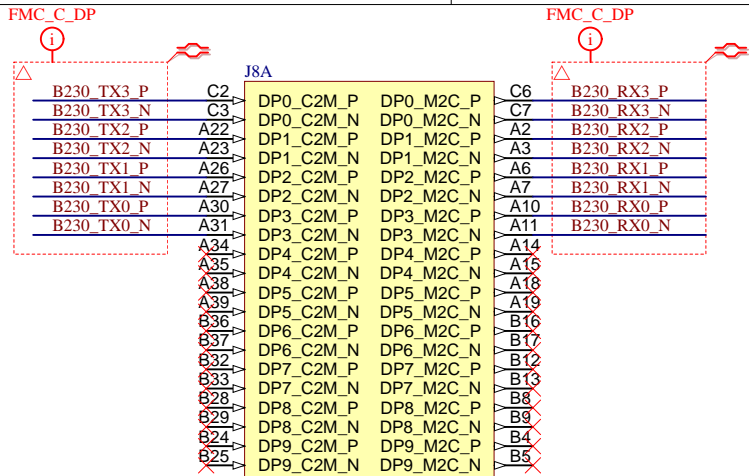 FMC_C_DP FMC_C_DP
i i
J8A
B230_TX3_P C2 DP0_C2M_P DP0_M2C_P C6 B230_RX3_P
B230_TX3_N C3 DP0_C2M_N DP0_M2C_N C7 B230_RX3_N
B230_TX2_P A22 DP1_C2M_P DP1_M2C_P A2 B230_RX2_P
B230_TX2_N A23 DP1_C2M_N DP1_M2C_N A3 B230_RX2_N
B230_TX1_P A26 DP2_C2M_P DP2_M2C_P A6 B230_RX1_P
B230_TX1_N A27 DP2_C2M_N DP2_M2C_N A7 B230_RX1_N
B230_TX0_P A30 DP3_C2M_P DP3_M2C_P A10 B230_RX0_P
B230_TX0_N A31 DP3_C2M_N DP3_M2C_N A11 B230_RX0_N
A34 DP4_C2M_P DP4_M2C_P A14
A35 DP4_C2M_N DP4_M2C_N A15
A38 DP5_C2M_P DP5_M2C_P A18
A39 DP5_C2M_N DP5_M2C_N A19
B36 DP6_C2M_P DP6_M2C_P B16
B37 DP6_C2M_N DP6_M2C_N B17
B32 DP7_C2M_P DP7_M2C_P B12
B33 DP7_C2M_N DP7_M2C_N B13
B28 DP8_C2M_P DP8_M2C_P B8
B29 DP8_C2M_N DP8_M2C_N B9
B24 DP9_C2M_P DP9_M2C_P B4
B25 DP9_C2M_N DP9_M2C_N B5